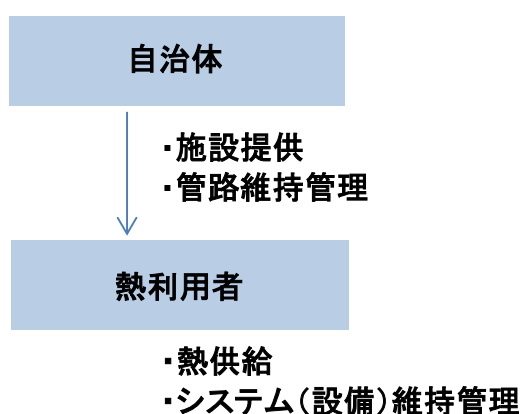 自治体
・施設提供
・管路維持管理
熱利用者
・熱供給
・システム（設備）維持管理